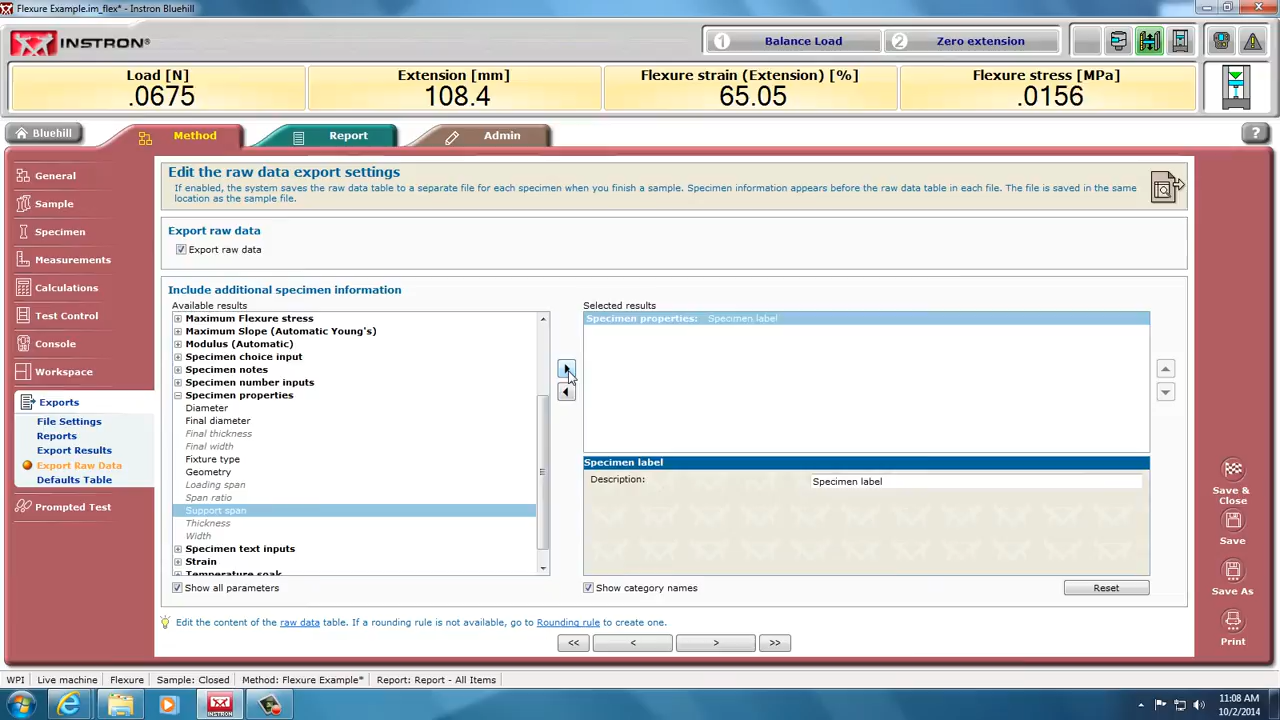 Flexure Example.im_flex* - Instron Bluehill
INSTRON®
1 Balance Load
2 Zero extension
Load [N]
.0675
Extension [mm]
108.4
Flexure strain (Extension) [%]
65.05
Flexure stress [MPa]
.0156
Bluehill
Method
Report
Admin
?
General
Sample
Specimen
Measurements
Calculations
Test Control
Console
Workspace
Exports
File Settings
Reports
Export Results
Export Raw Data
Defaults Table
Prompted Test
Edit the raw data export settings
If enabled, the system saves the raw data table to a separate file for each specimen when you finish a sample. Specimen information appears before the raw data table in each file. The file is saved in the same
location as the sample file.
Export raw data
Export raw data
Include additional specimen information
Available results
Maximum Flexure stress
Maximum Slope (Automatic Young's)
Modulus (Automatic)
Specimen choice input
Specimen notes
Specimen number inputs
Specimen properties
Diameter
Final diameter
Final thickness
Final width
Fixture type
Geometry
Loading span
Span ratio
Support span
Thickness
Width
Specimen text inputs
Strain
Temperature soak
Show all parameters
Selected results
Specimen properties: Specimen label
Specimen label
Description: Specimen label
Show category names
Reset
Edit the content of the raw data table. If a rounding rule is not available, go to Rounding rule to create one.
<< < > >>
Save &
Close
Save
Save As
Print
WPI Live machine Flexure Sample: Closed Method: Flexure Example* Report: Report - All Items
INSTRON
11:08 AM
10/2/2014